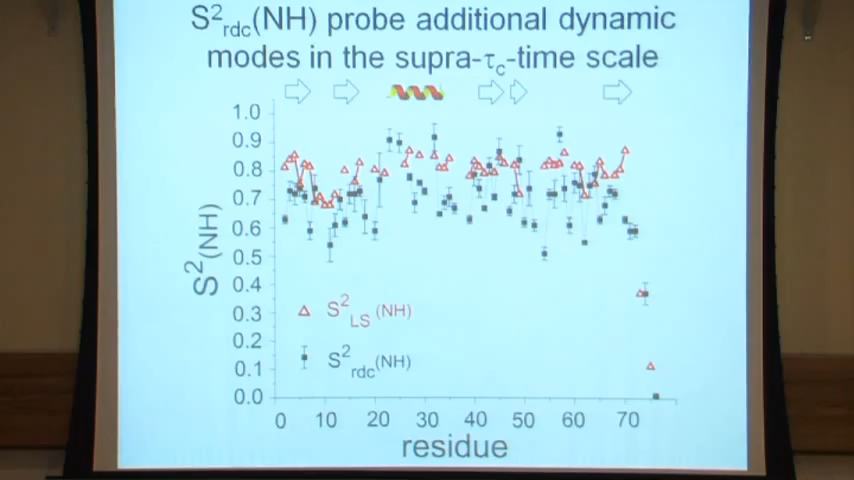 S²rdc(NH) probe additional dynamic
modes in the supra-τc-time scale
1.0
0.9
0.8
0.7
0.6
0.5
0.4
0.3
0.2
0.1
0.0
S²(NH)
S²LS (NH)
S²rdc(NH)
0 10 20 30 40 50 60 70
residue